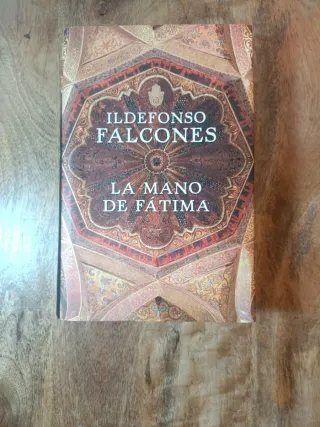 ILDEFONSO
FALCONES
LA MANO
DE FÁTIMA